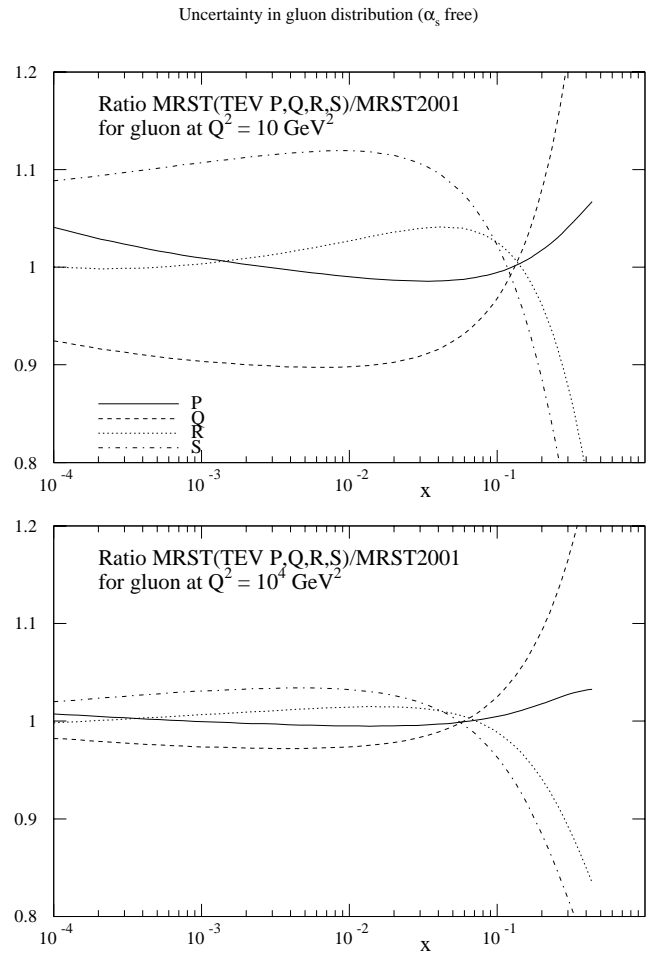 Uncertainty in gluon distribution (αs free)
1.2
Ratio MRST(TEV P,Q,R,S)/MRST2001
for gluon at Q² = 10 GeV²
1.1
1
0.9
P
Q
R
S
0.8
10⁻⁴ 10⁻³ 10⁻² 10⁻¹
x
1.2
Ratio MRST(TEV P,Q,R,S)/MRST2001
for gluon at Q² = 10⁴ GeV²
1.1
1
0.9
0.8
10⁻⁴ 10⁻³ 10⁻² 10⁻¹
x